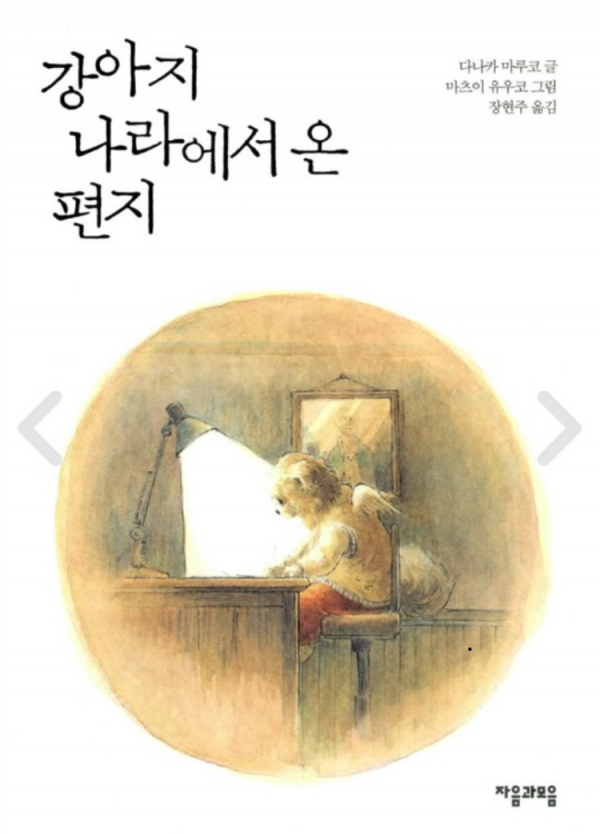 강아지
나라에서 온
편지
다나카 마루코 글
마츠이 유우코 그림
장현주 옮김
자음과모음